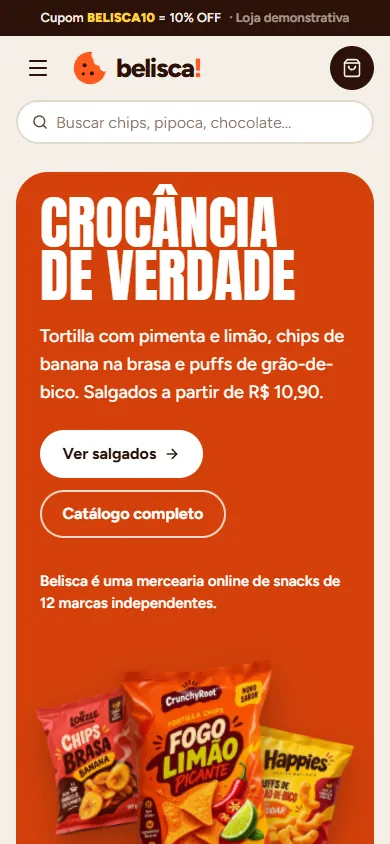 Cupom BELISCA10 = 10% OFF · Loja demonstrativa
belisca!
Buscar chips, pipoca, chocolate...
CROCÂNCIA
DE VERDADE
Tortilla com pimenta e limão, chips de
banana na brasa e puffs de grão-de-
bico. Salgados a partir de R$ 10,90.
Ver salgados →
Catálogo completo
Belisca é uma mercearia online de snacks de
12 marcas independentes.
CrunchyRoot
NOVO
SABOR
TORTILLA CHIPS
FOGO
LIMÃO
PICANTE
CHIPS
BRASA
BANANA
Happies